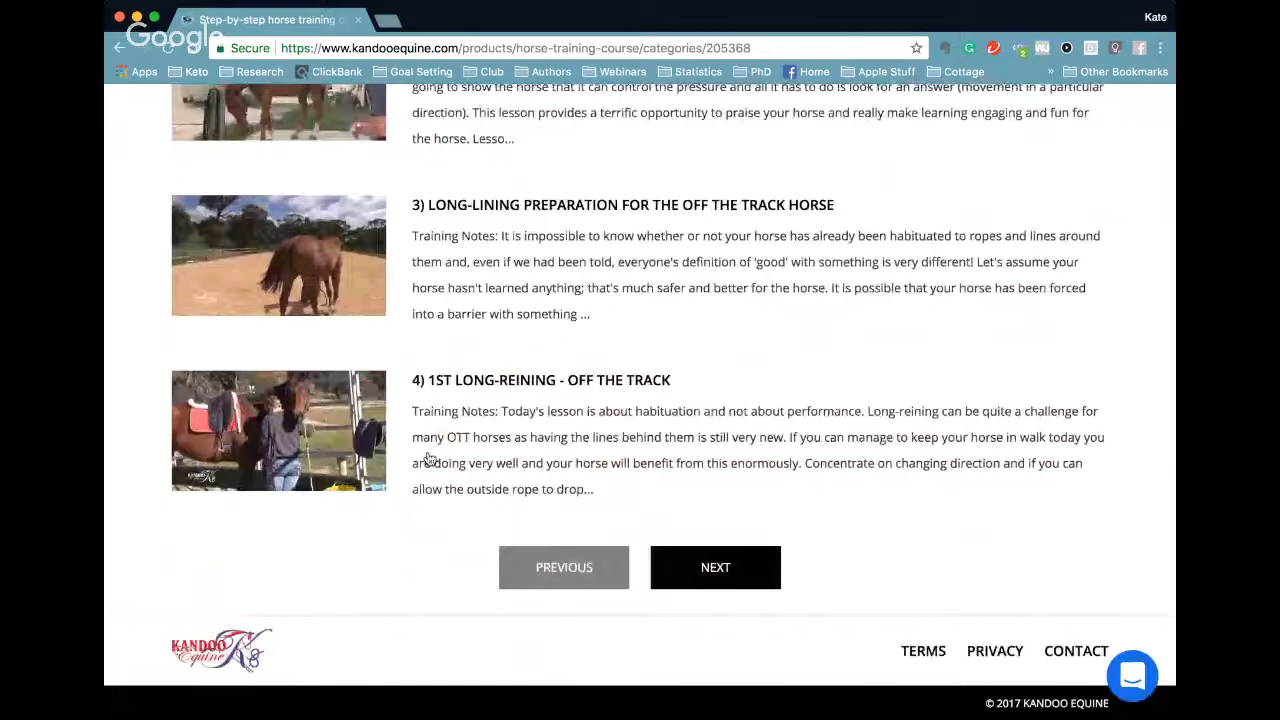 Step-by-step horse training c
Kate
Google
Secure https://www.kandooequine.com/products/horse-training-course/categories/205368
Apps Keto Research ClickBank Goal Setting Club Authors Webinars Statistics PhD Home Apple Stuff Cottage » Other Bookmarks
going to show the horse that it can control the pressure and all it has to do is look for an answer (movement in a particular
direction). This lesson provides a terrific opportunity to praise your horse and really make learning engaging and fun for
the horse. Lesso...
3) LONG-LINING PREPARATION FOR THE OFF THE TRACK HORSE
Training Notes: It is impossible to know whether or not your horse has already been habituated to ropes and lines around
them and, even if we had been told, everyone's definition of 'good' with something is very different! Let's assume your
horse hasn't learned anything; that's much safer and better for the horse. It is possible that your horse has been forced
into a barrier with something ...
4) 1ST LONG-REINING - OFF THE TRACK
Training Notes: Today's lesson is about habituation and not about performance. Long-reining can be quite a challenge for
many OTT horses as having the lines behind them is still very new. If you can manage to keep your horse in walk today you
are doing very well and your horse will benefit from this enormously. Concentrate on changing direction and if you can
allow the outside rope to drop...
PREVIOUS NEXT
KANDOO
Equine
TERMS PRIVACY CONTACT
© 2017 KANDOO EQUINE